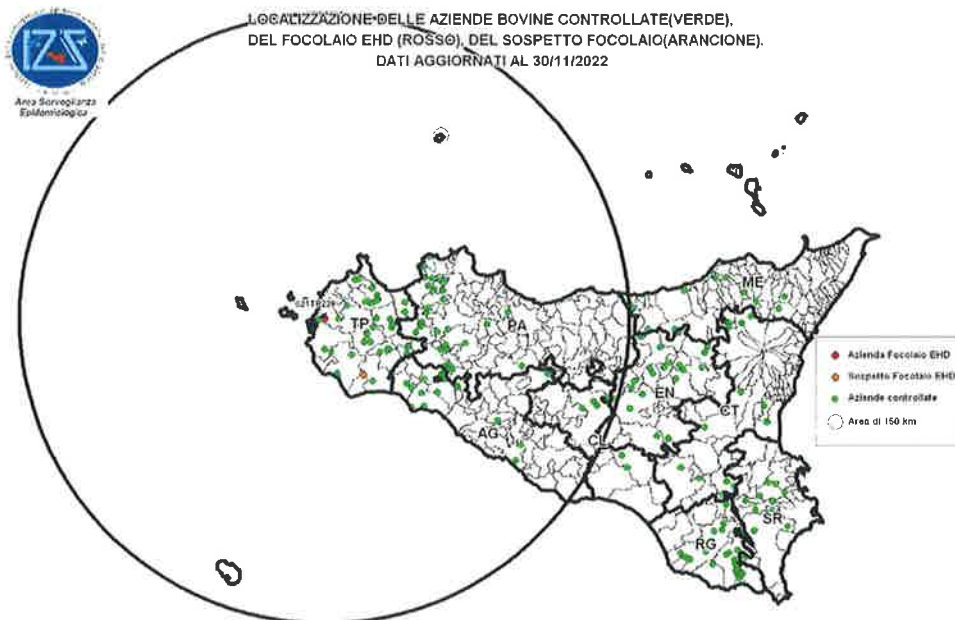 IZS
Area Sorveglianza
Epidemiologica
LOCALIZZAZIONE DELLE AZIENDE BOVINE CONTROLLATE(VERDE),
DEL FOCOLAIO EHD (ROSSO), DEL SOSPETTO FOCOLAIO(ARANCIONE).
DATI AGGIORNATI AL 30/11/2022
ME
TP
PA
EN
CT
AG
CL
SR
RG
Azienda Focolaio EHD
Sospetto Focolaio EHD
Aziende controllate
Area di 150 km